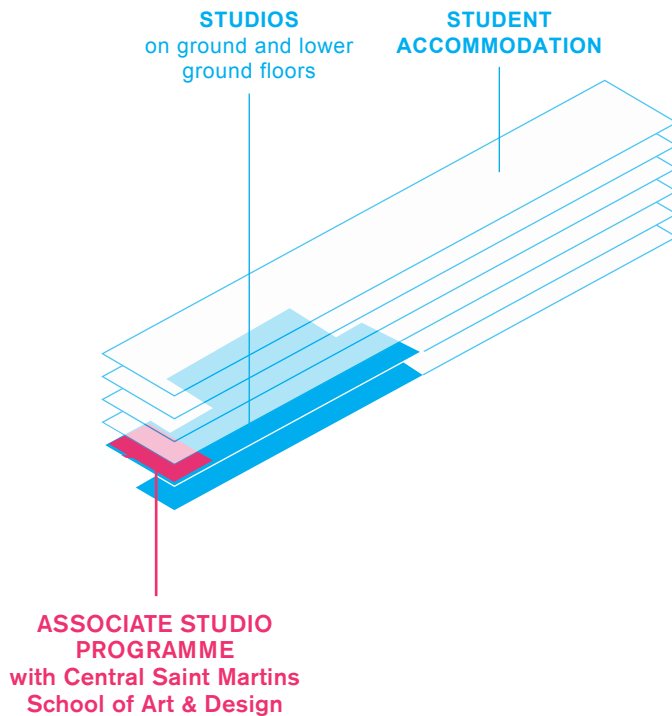 STUDIOS
on ground and lower
ground floors
STUDENT
ACCOMMODATION
ASSOCIATE STUDIO
PROGRAMME
with Central Saint Martins
School of Art & Design